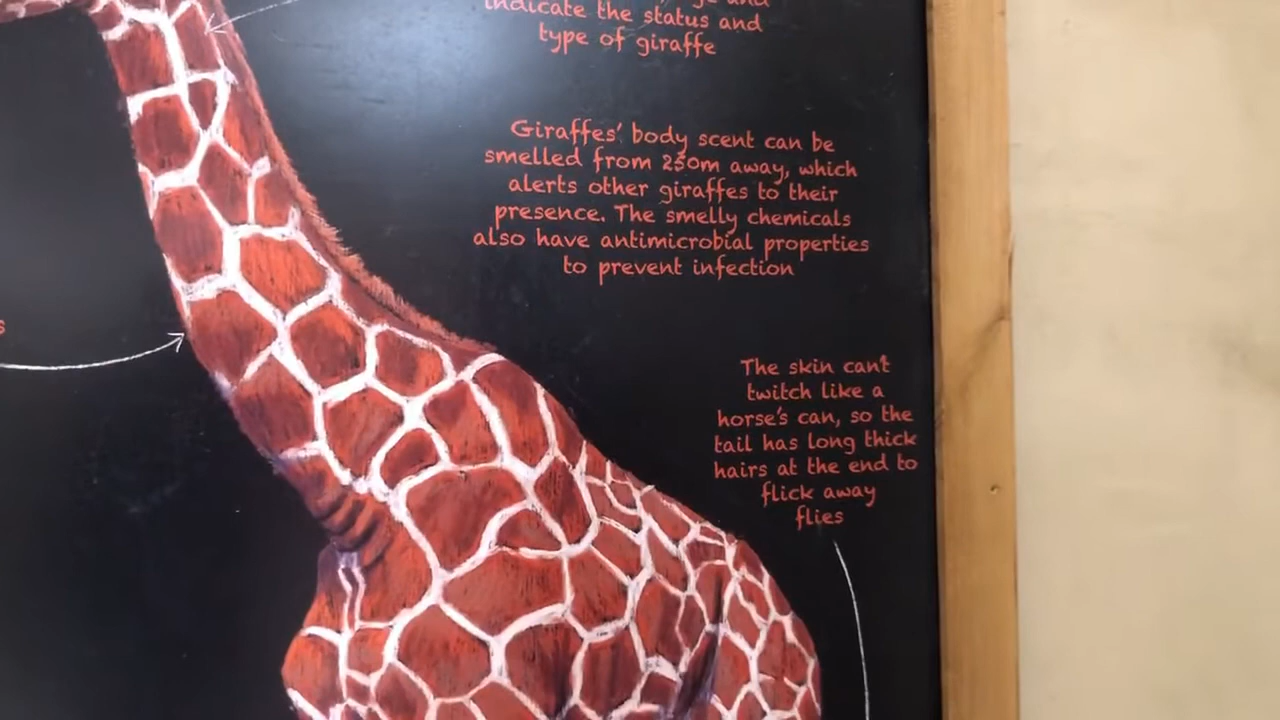 indicate the status and
type of giraffe
Giraffes' body scent can be
smelled from 250m away, which
alerts other giraffes to their
presence. The smelly chemicals
also have antimicrobial properties
to prevent infection
The skin can't
twitch like a
horse's can, so the
tail has long thick
hairs at the end to
flick away
flies